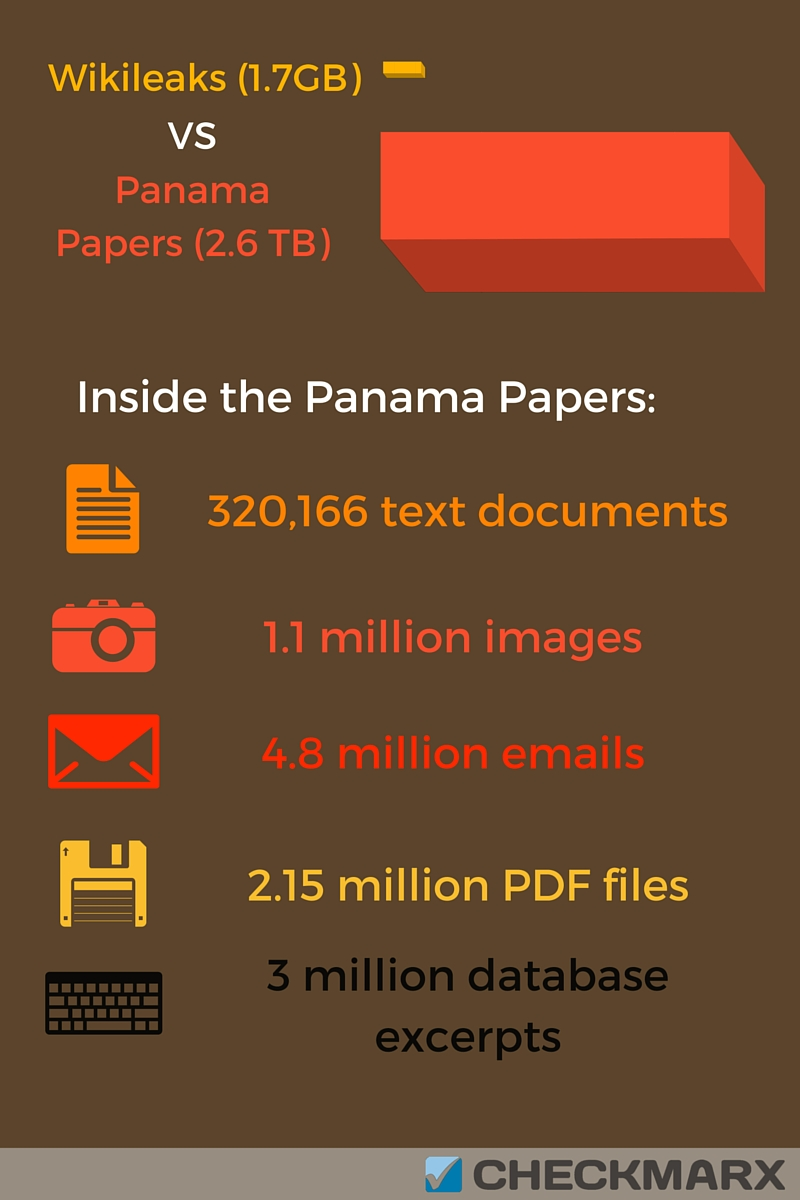 Wikileaks (1.7GB)
VS
Panama
Papers (2.6 TB)
Inside the Panama Papers:
320,166 text documents
1.1 million images
4.8 million emails
2.15 million PDF files
3 million database
excerpts
CHECKMARX